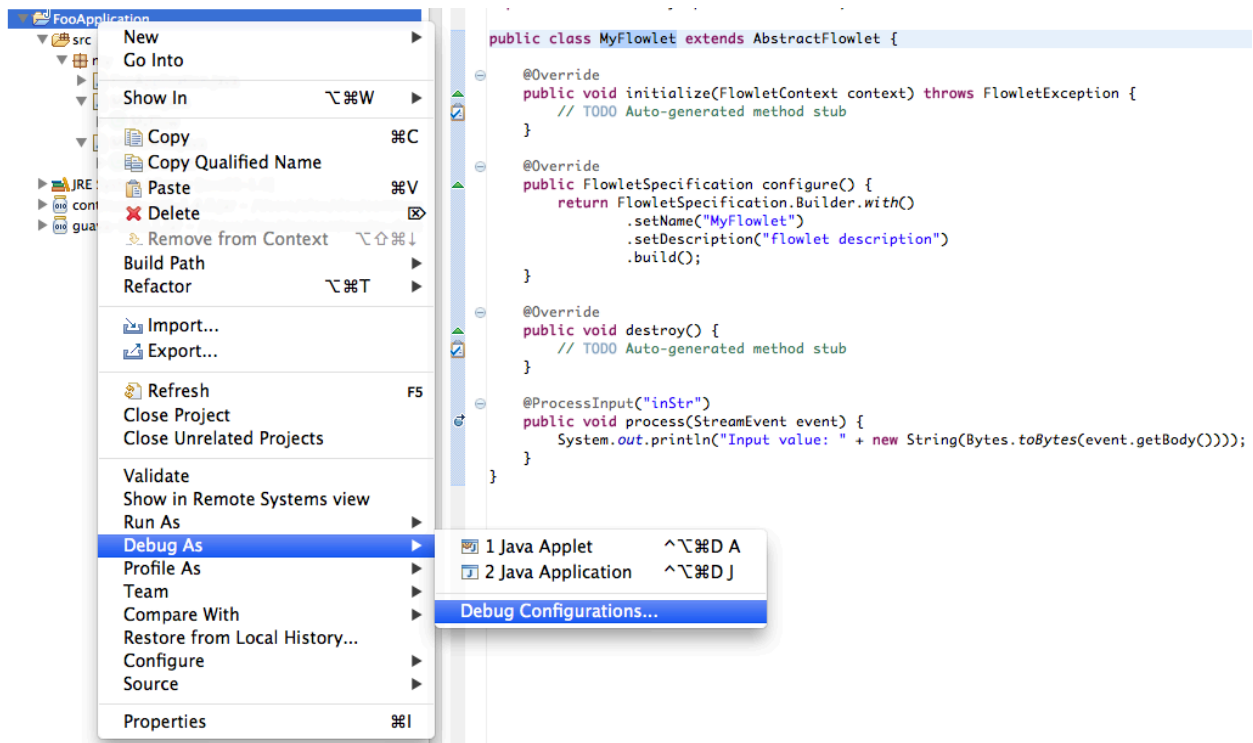 FooApplication
src
JRE
New
Go Into
Show In ⌥⌘W
Copy ⌘C
Copy Qualified Name
Paste ⌘V
Delete ⌦
Remove from Context ⌥⇧⌘↓
Build Path
Refactor ⌥⌘T
Import...
Export...
Refresh F5
Close Project
Close Unrelated Projects
Validate
Show in Remote Systems view
Run As
Debug As
Profile As
Team
Compare With
Restore from Local History...
Configure
Source
Properties ⌘I
1 Java Applet ^⌥⌘D A
2 Java Application ^⌥⌘D J
Debug Configurations...
public class MyFlowlet extends AbstractFlowlet {
@Override
public void initialize(FlowletContext context) throws FlowletException {
// TODO Auto-generated method stub
}
@Override
public FlowletSpecification configure() {
return FlowletSpecification.Builder.with()
.setName("MyFlowlet")
.setDescription("flowlet description")
.build();
}
@Override
public void destroy() {
// TODO Auto-generated method stub
}
@ProcessInput("inStr")
public void process(StreamEvent event) {
System.out.println("Input value: " + new String(Bytes.toBytes(event.getBody())));
}
}